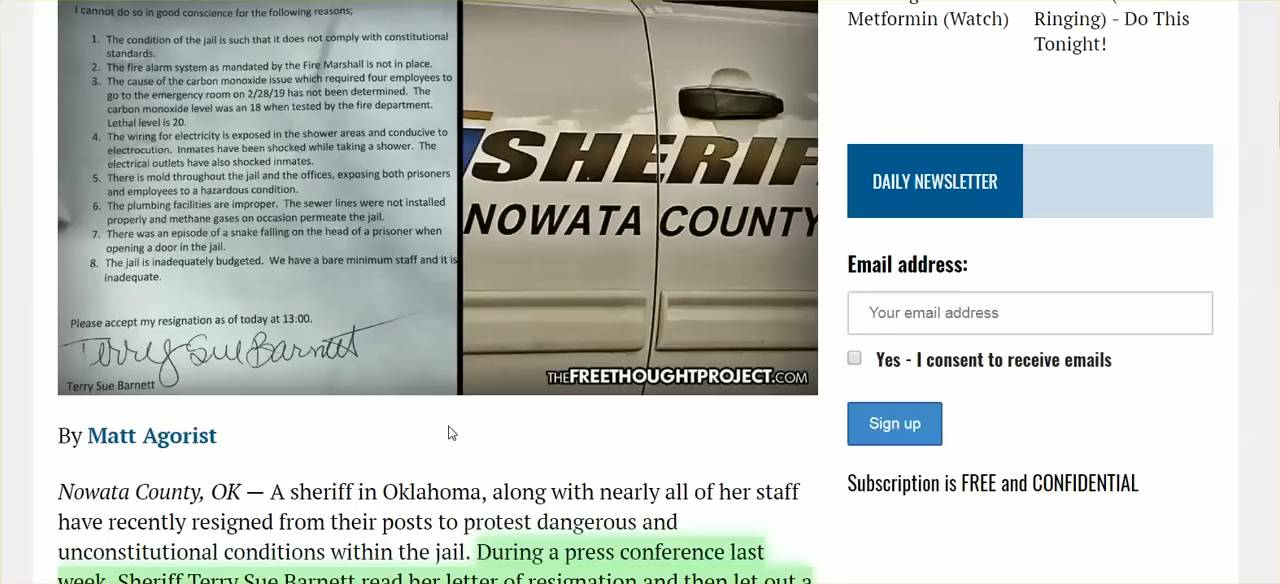 I cannot do so in good conscience for the following reasons;
1. The condition of the jail is such that it does not comply with constitutional
standards.
2. The fire alarm system as mandated by the Fire Marshall is not in place.
3. The cause of the carbon monoxide issue which required four employees to
go to the emergency room on 2/28/19 has not been determined. The
carbon monoxide level was an 18 when tested by the fire department.
Lethal level is 20.
4. The wiring for electricity is exposed in the shower areas and conducive to
electrocution. Inmates have been shocked while taking a shower. The
electrical outlets have also shocked inmates.
5. There is mold throughout the jail and the offices, exposing both prisoners
and employees to a hazardous condition.
6. The plumbing facilities are improper. The sewer lines were not installed
properly and methane gases on occasion permeate the jail.
7. There was an episode of a snake falling on the head of a prisoner when
opening a door in the jail.
8. The jail is inadequately budgeted. We have a bare minimum staff and it is
inadequate.
Please accept my resignation as of today at 13:00.
Terry Sue Barnett
Terry Sue Barnett
SHERIF
NOWATA COUNTY
THEFREETHOUGHTPROJECT.COM
By Matt Agorist
Nowata County, OK — A sheriff in Oklahoma, along with nearly all of her staff
have recently resigned from their posts to protest dangerous and
unconstitutional conditions within the jail. During a press conference last
week, Sheriff Terry Sue Barnett read her letter of resignation and then let out a
Metformin (Watch)
Ringing) - Do This
Tonight!
DAILY NEWSLETTER
Email address:
Your email address
Yes - I consent to receive emails
Sign up
Subscription is FREE and CONFIDENTIAL